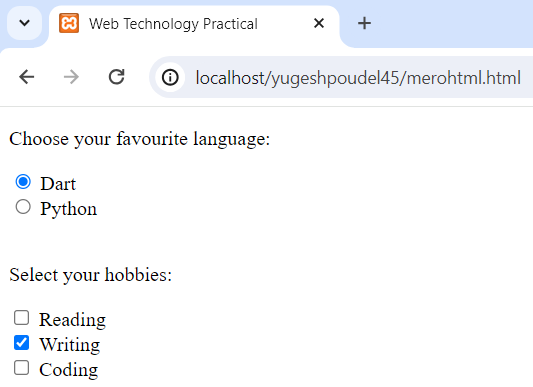 Web Technology Practical
localhost/yugeshpoudel45/merohtml.html
Choose your favourite language:
Dart
Python
Select your hobbies:
Reading
Writing
Coding